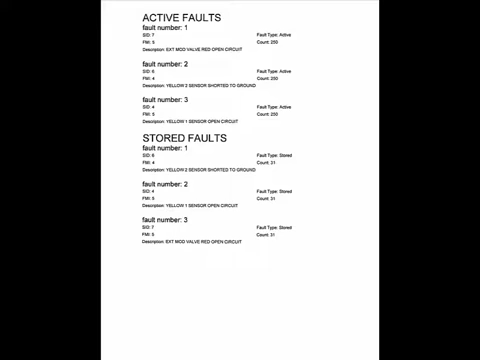 ACTIVE FAULTS
fault number: 1
SID: 7 Fault Type: Active
FMI: 5 Count: 250
Description: EXT MOD VALVE RED OPEN CIRCUIT
fault number: 2
SID: 6 Fault Type: Active
FMI: 4 Count: 250
Description: YELLOW 2 SENSOR SHORTED TO GROUND
fault number: 3
SID: 4 Fault Type: Active
FMI: 5 Count: 255
Description: YELLOW 1 SENSOR OPEN CIRCUIT
STORED FAULTS
fault number: 1
SID: 6 Fault Type: Stored
FMI: 4 Count: 31
Description: YELLOW 2 SENSOR SHORTED TO GROUND
fault number: 2
SID: 4 Fault Type: Stored
FMI: 5 Count: 31
Description: YELLOW 1 SENSOR OPEN CIRCUIT
fault number: 3
SID: 7 Fault Type: Stored
FMI: 5 Count: 31
Description: EXT MOD VALVE RED OPEN CIRCUIT